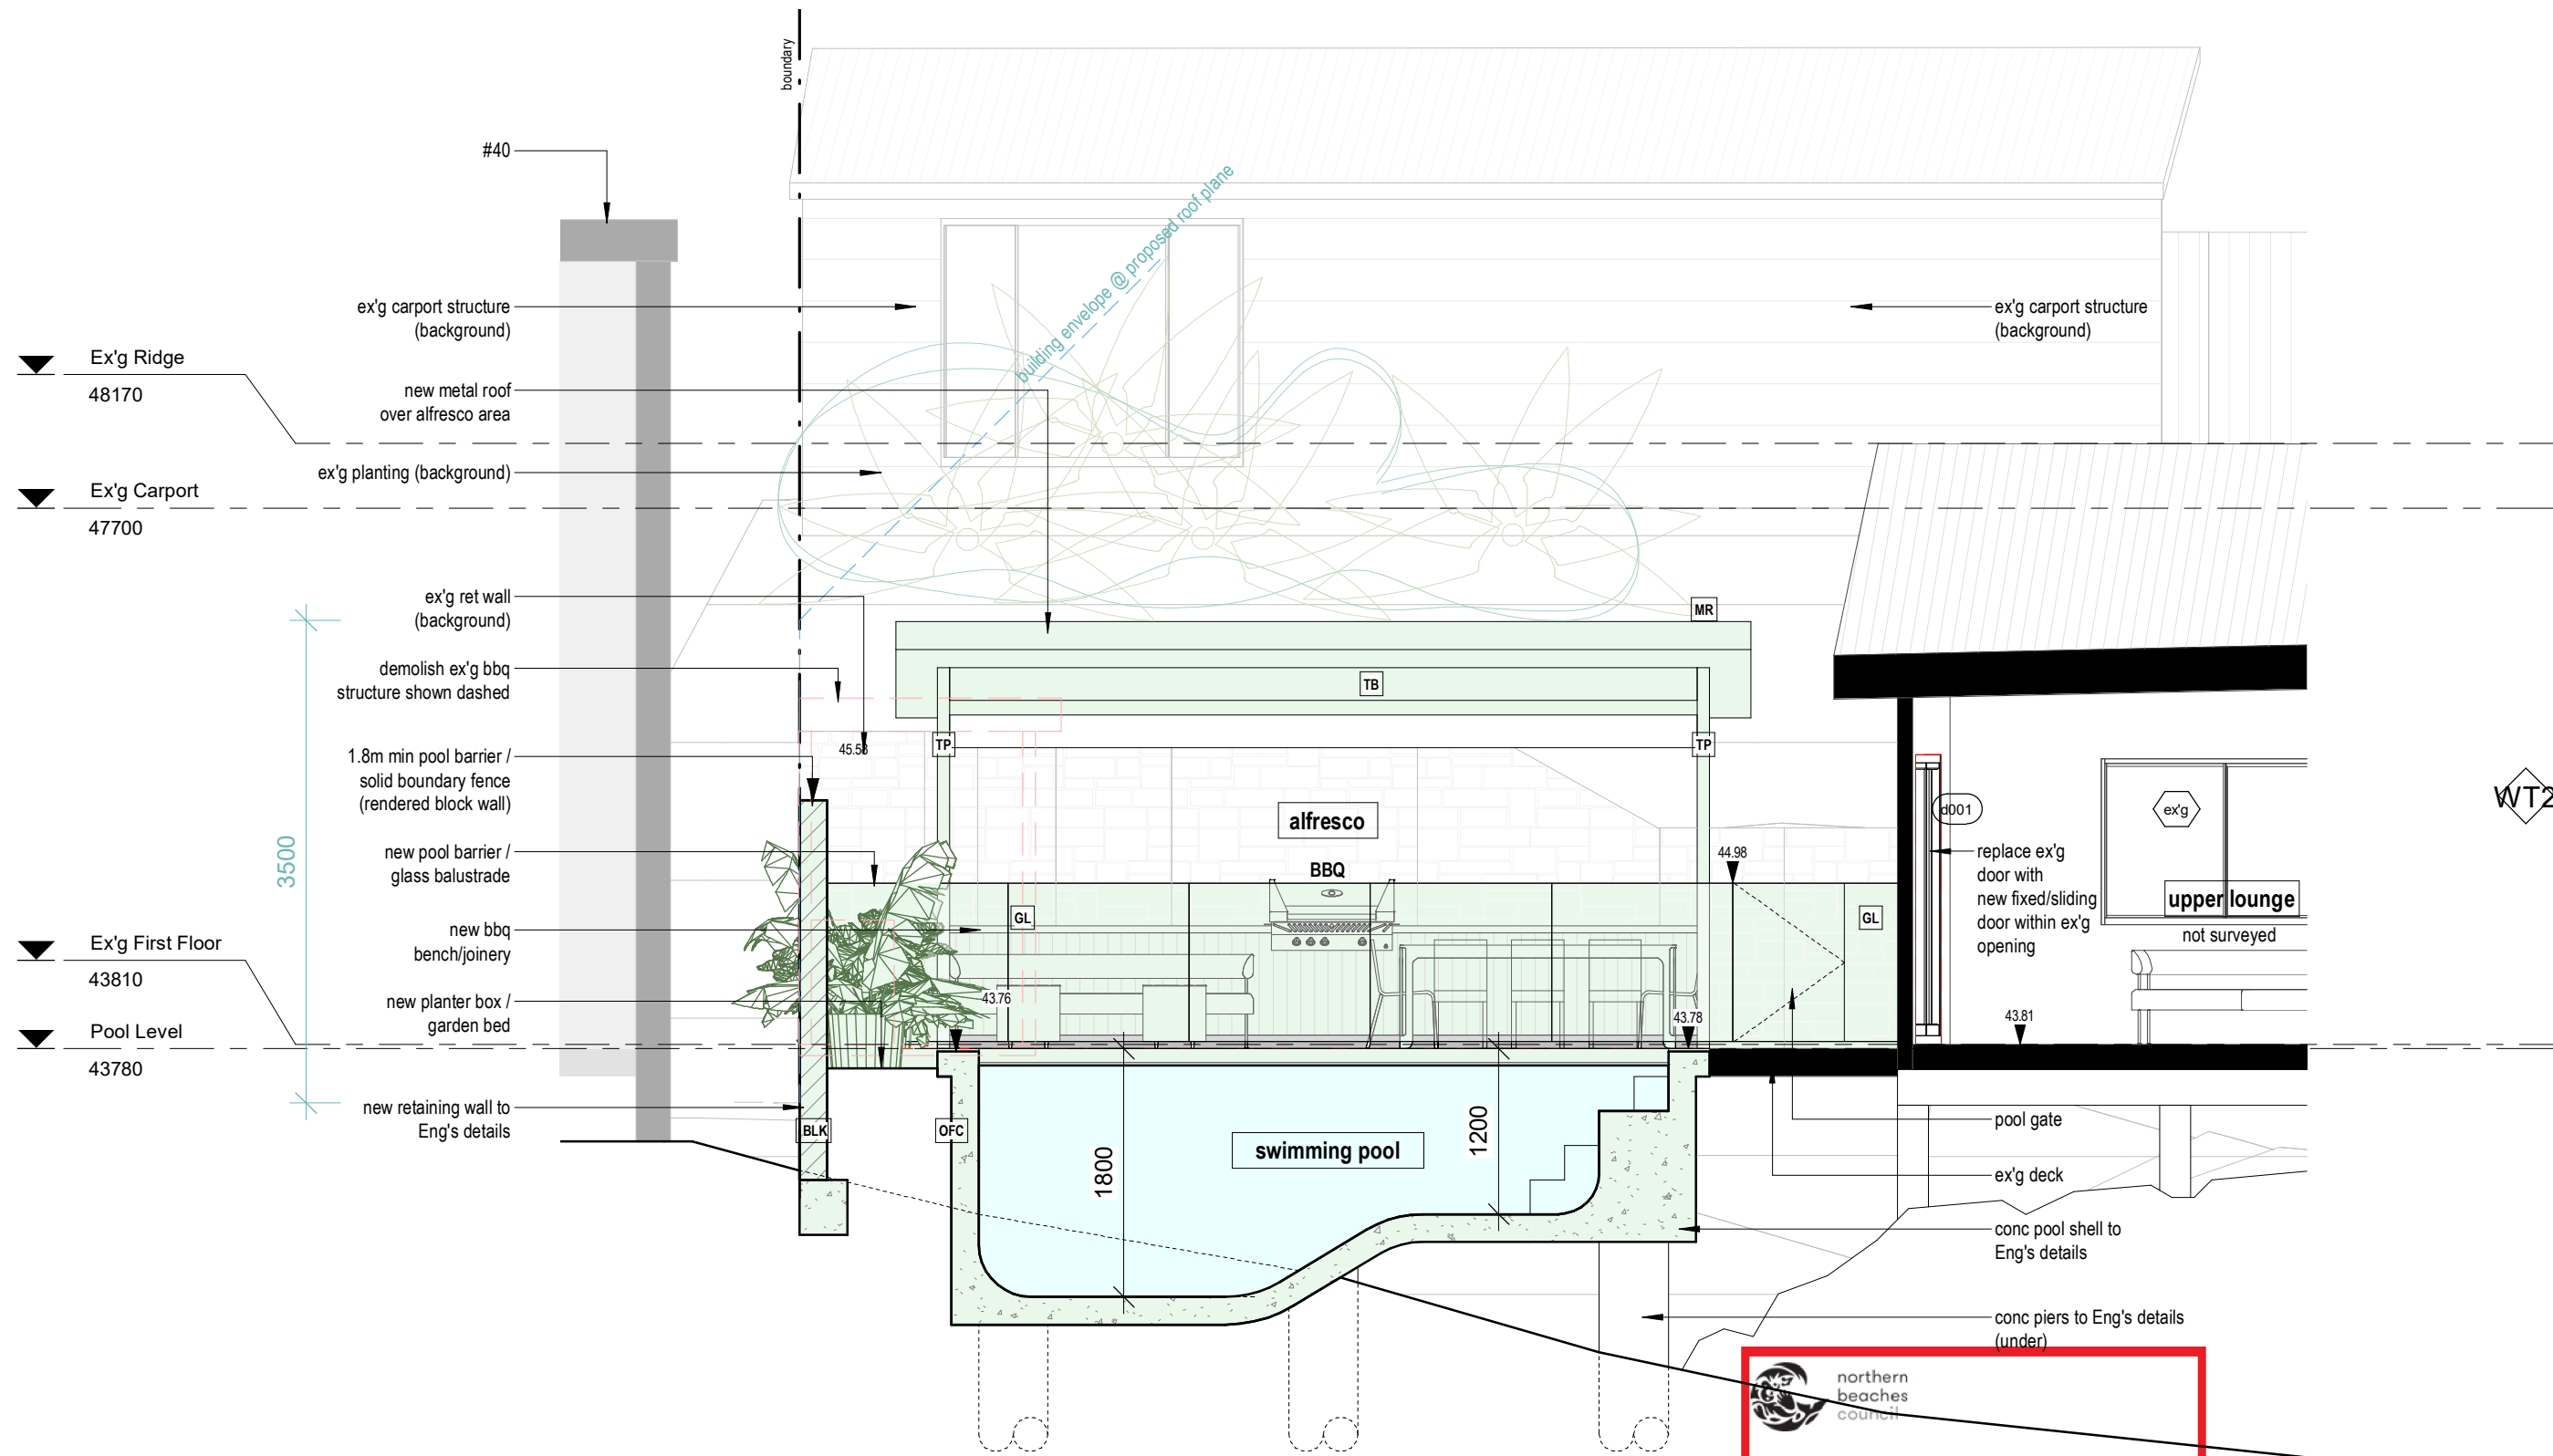 boundary
#40
building envelope @ proposed roof plane
ex'g carport structure
(background)
ex'g carport structure
(background)
Ex'g Ridge
48170
new metal roof
over alfresco area
ex'g planting (background)
Ex'g Carport
47700
ex'g ret wall
(background)
MR
demolish ex'g bbq
structure shown dashed
TB
1.8m min pool barrier /
solid boundary fence
(rendered block wall)
45.53
TP
TP
alfresco
BBQ
3500
new pool barrier /
glass balustrade
44.98
d001
ex'g
WT2
replace ex'g
door with
new fixed/sliding
door within ex'g
opening
upper lounge
not surveyed
new bbq
bench/joinery
GL
GL
Ex'g First Floor
43810
new planter box /
garden bed
43.76
43.78
43.81
Pool Level
43780
new retaining wall to
Eng's details
BLK
OFC
1800
swimming pool
1200
pool gate
ex'g deck
conc pool shell to
Eng's details
conc piers to Eng's details
(under)
northern
beaches
council